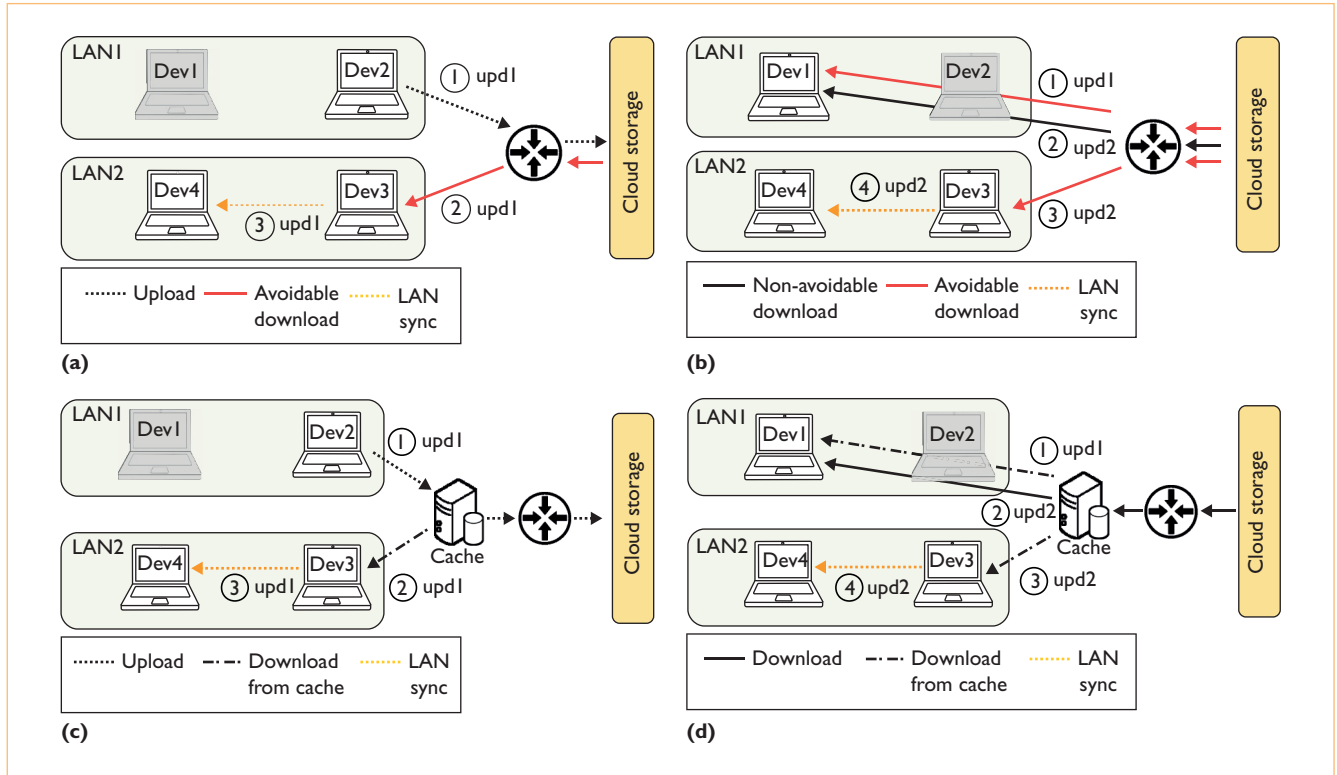 LAN1
Dev1
Dev2
1 upd1
LAN2
Dev4
Dev3
2 upd1
3 upd1
Cloud storage
Upload
Avoidable
download
LAN
sync
(a)
LAN1
Dev1
Dev2
1 upd1
2 upd2
LAN2
Dev4
4 upd2
Dev3
3 upd2
Cloud storage
Non-avoidable
download
Avoidable
download
LAN
sync
(b)
LAN1
Dev1
Dev2
1 upd1
Cache
LAN2
Dev4
Dev3
3 upd1
2 upd1
Cloud storage
Upload
Download
from cache
LAN
sync
(c)
LAN1
Dev1
Dev2
1 upd1
2 upd2
Cache
LAN2
Dev4
Dev3
4 upd2
3 upd2
Cloud storage
Download
Download
from cache
LAN
sync
(d)